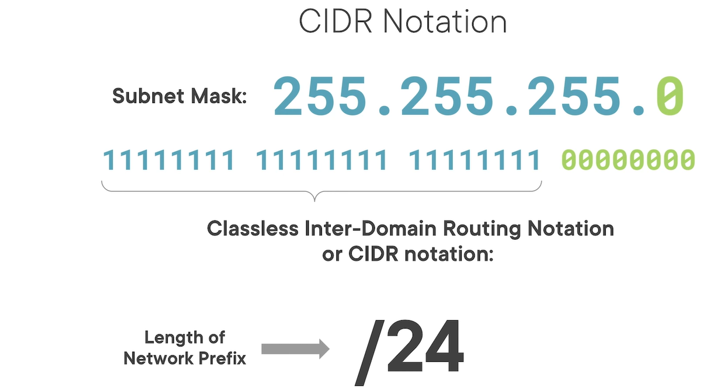 CIDR Notation
Subnet Mask: 255.255.255.0
11111111 11111111 11111111 00000000
Classless Inter-Domain Routing Notation
or CIDR notation:
Length of
Network Prefix
/24